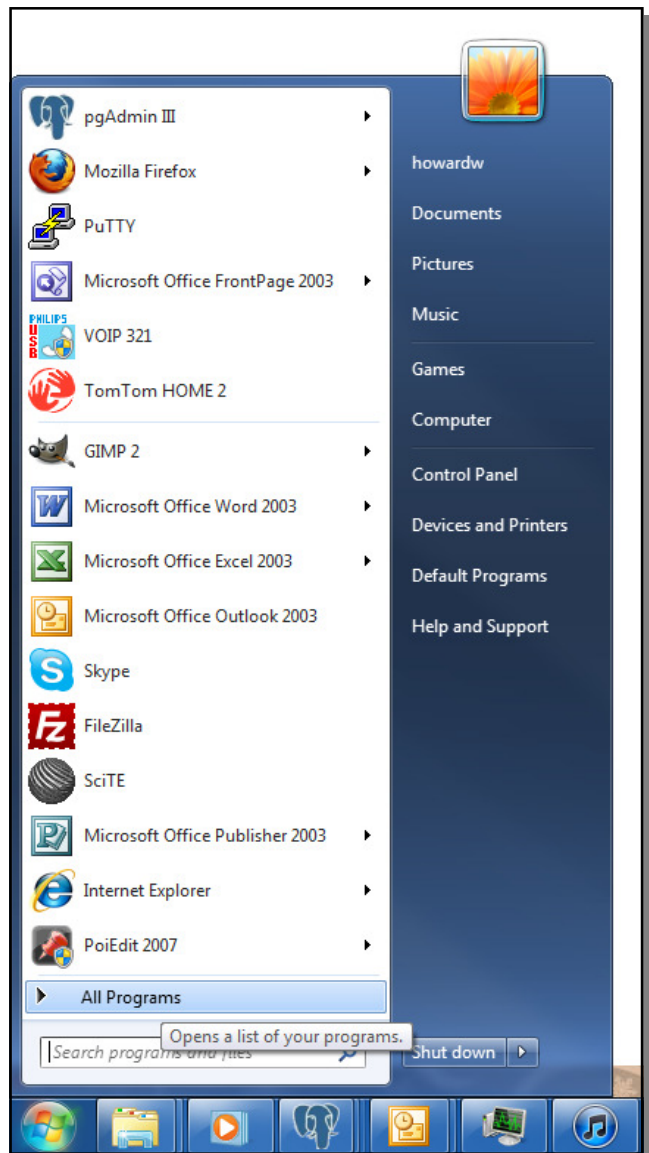 pgAdmin III
Mozilla Firefox
PuTTY
Microsoft Office FrontPage 2003
PHILIPS
USB
VOIP 321
TomTom HOME 2
GIMP 2
Microsoft Office Word 2003
Microsoft Office Excel 2003
Microsoft Office Outlook 2003
Skype
FileZilla
SciTE
Microsoft Office Publisher 2003
Internet Explorer
PoiEdit 2007
All Programs
Opens a list of your programs.
Search programs and files
howardw
Documents
Pictures
Music
Games
Computer
Control Panel
Devices and Printers
Default Programs
Help and Support
Shut down